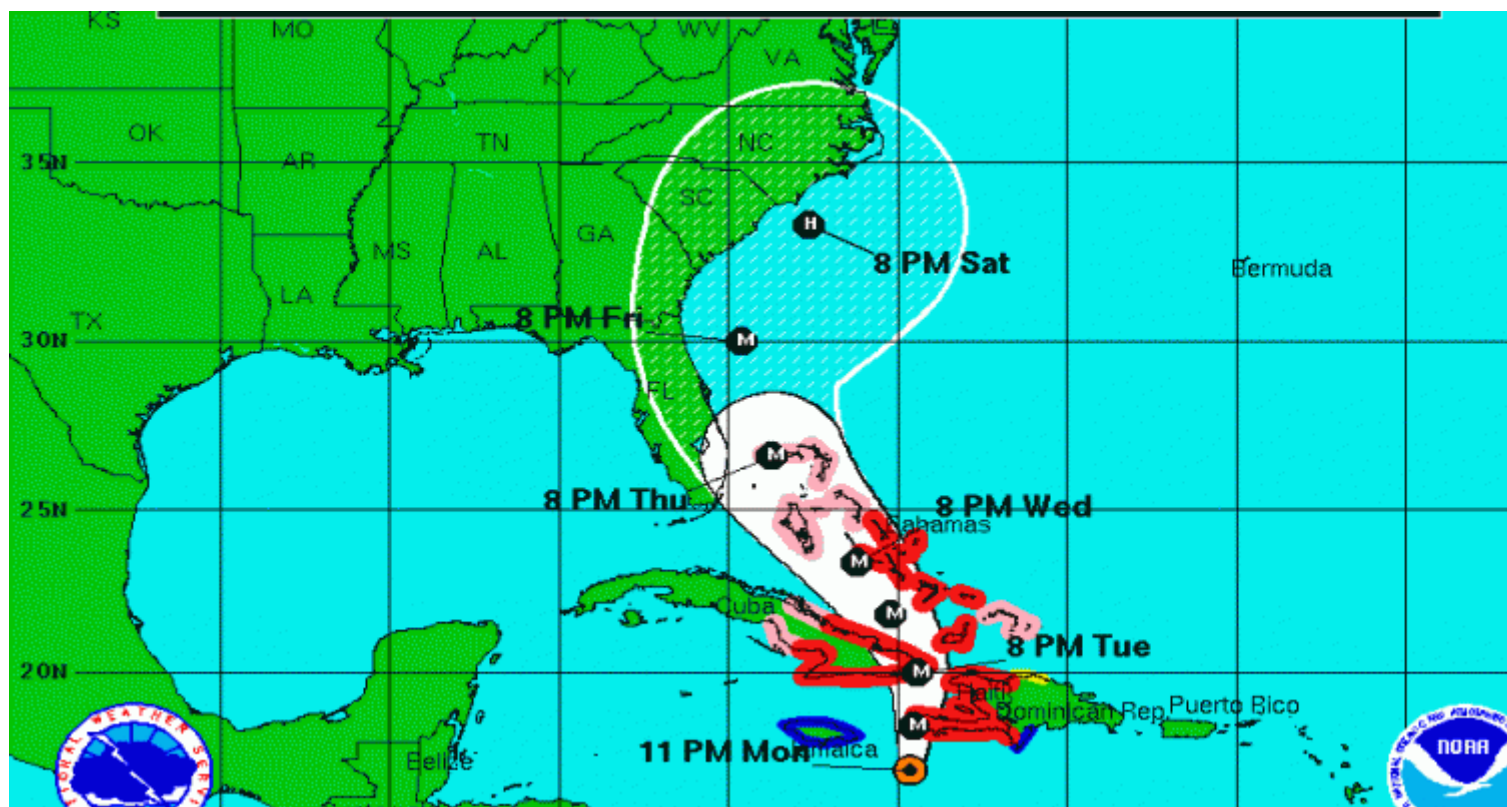 KS
MO
WV
VA
KY
OK
TN
NC
AR
35N
SC
MS
AL
GA
H
8 PM Sat
Bermuda
LA
TX
8 PM Fri
M
30N
FL
M
8 PM Thu
8 PM Wed
25N
Bahamas
M
Cuba
M
8 PM Tue
20N
M
Haiti
Dominican Rep
Puerto Rico
M
11 PM Mon
Jamaica
Belize
NOAA